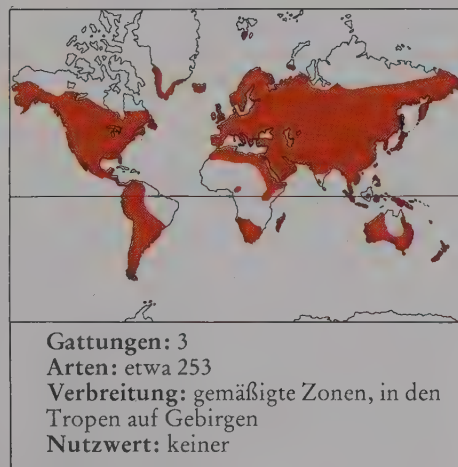 Gattungen: 3
Arten: etwa 253
Verbreitung: gemäßigte Zonen, in den
Tropen auf Gebirgen
Nutzwert: keiner